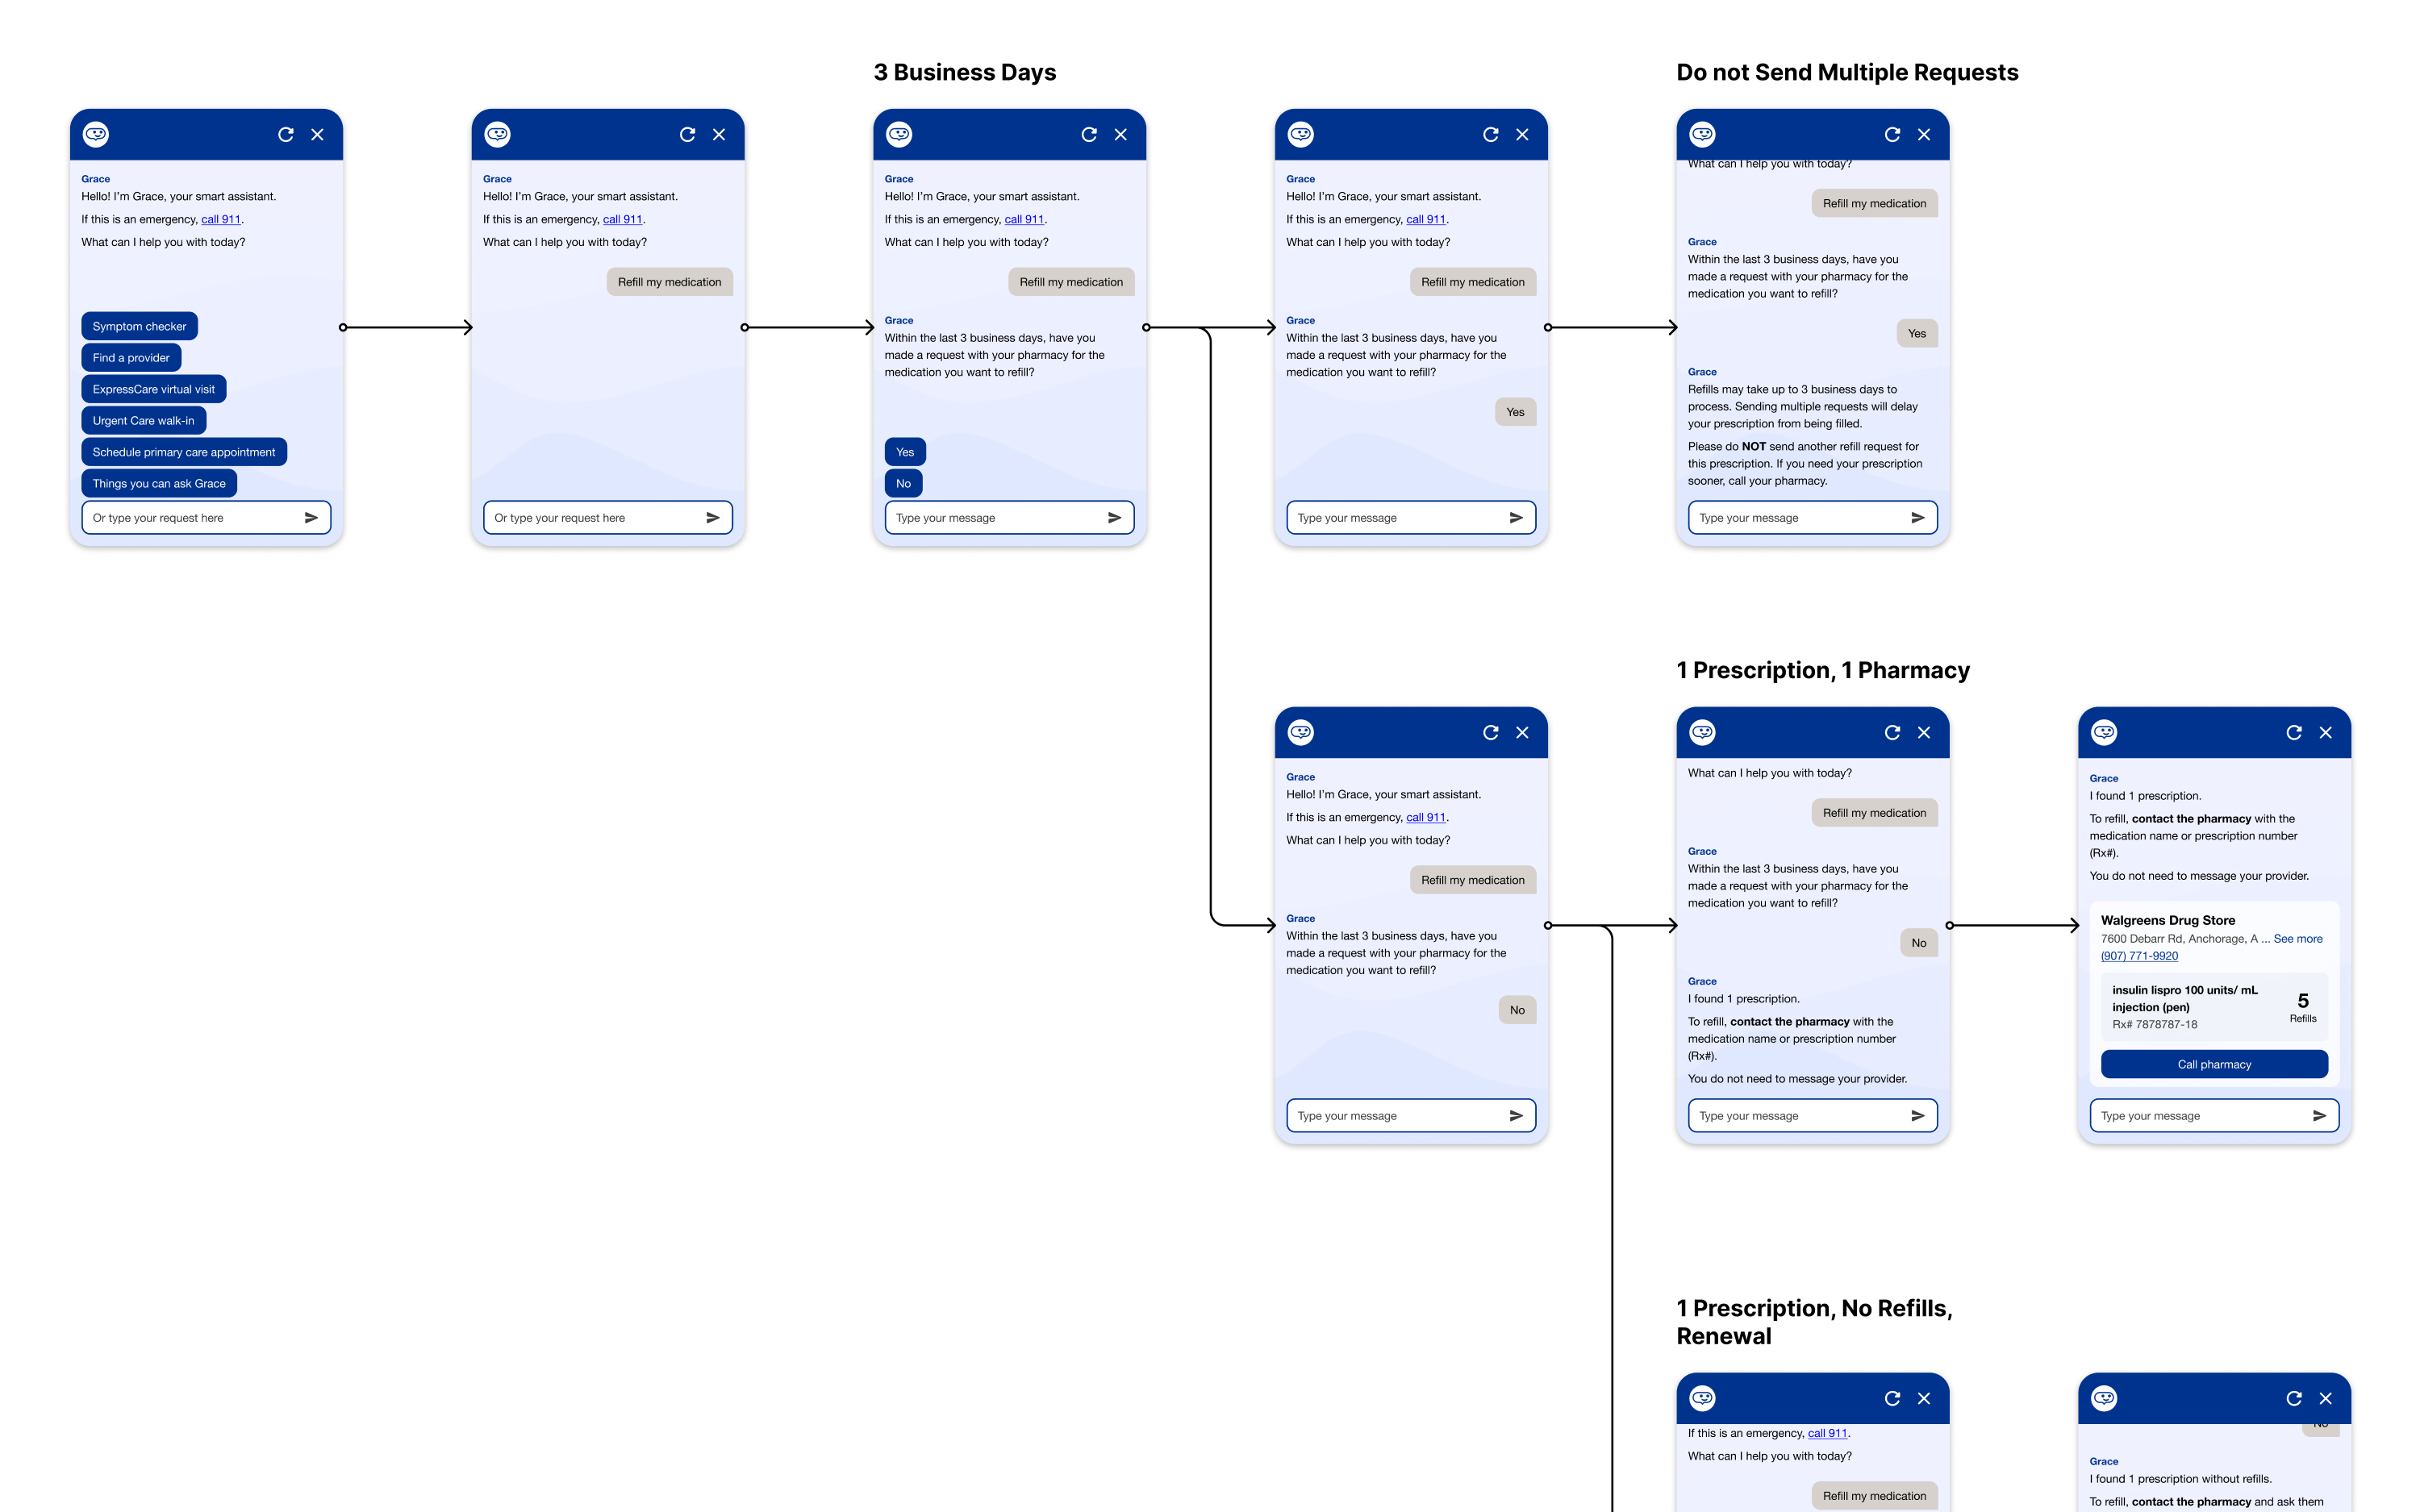 3 Business Days
Do not Send Multiple Requests
Grace
Hello! I'm Grace, your smart assistant.
If this is an emergency, call 911.
What can I help you with today?
Symptom checker
Find a provider
ExpressCare virtual visit
Urgent Care walk-in
Schedule primary care appointment
Things you can ask Grace
Or type your request here
Grace
Hello! I'm Grace, your smart assistant.
If this is an emergency, call 911.
What can I help you with today?
Refill my medication
Or type your request here
Grace
Hello! I'm Grace, your smart assistant.
If this is an emergency, call 911.
What can I help you with today?
Refill my medication
Grace
Within the last 3 business days, have you
made a request with your pharmacy for the
medication you want to refill?
Yes
No
Type your message
Grace
Hello! I'm Grace, your smart assistant.
If this is an emergency, call 911.
What can I help you with today?
Refill my medication
Grace
Within the last 3 business days, have you
made a request with your pharmacy for the
medication you want to refill?
Yes
Type your message
What can I help you with today?
Refill my medication
Grace
Within the last 3 business days, have you
made a request with your pharmacy for the
medication you want to refill?
Yes
Grace
Refills may take up to 3 business days to
process. Sending multiple requests will delay
your prescription from being filled.
Please do NOT send another refill request for
this prescription. If you need your prescription
sooner, call your pharmacy.
Type your message
1 Prescription, 1 Pharmacy
Grace
Hello! I'm Grace, your smart assistant.
If this is an emergency, call 911.
What can I help you with today?
Refill my medication
Grace
Within the last 3 business days, have you
made a request with your pharmacy for the
medication you want to refill?
No
Type your message
What can I help you with today?
Refill my medication
Grace
Within the last 3 business days, have you
made a request with your pharmacy for the
medication you want to refill?
No
Grace
I found 1 prescription.
To refill, contact the pharmacy with the
medication name or prescription number
(Rx#).
You do not need to message your provider.
Type your message
Grace
I found 1 prescription.
To refill, contact the pharmacy with the
medication name or prescription number
(Rx#).
You do not need to message your provider.
Walgreens Drug Store
7600 Debarr Rd, Anchorage, A ... See more
(907) 771-9920
insulin lispro 100 units/ mL
injection (pen)
Rx# 7878787-18
5
Refills
Call pharmacy
Type your message
1 Prescription, No Refills,
Renewal
If this is an emergency, call 911.
What can I help you with today?
Refill my medication
No
Grace
I found 1 prescription without refills.
To refill, contact the pharmacy and ask them